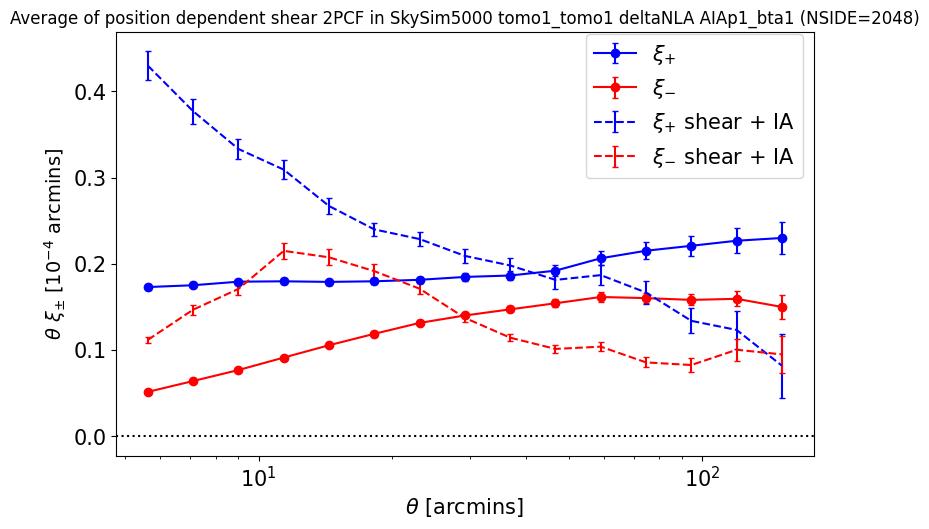 Average of position dependent shear 2PCF in SkySim5000 tomo1_tomo1 deltaNLA AIAp1_bta1 (NSIDE=2048)
ξ₊
ξ₋
ξ₊ shear + IA
ξ₋ shear + IA
θ ξ± [10⁻⁴ arcmins]
0.4
0.3
0.2
0.1
0.0
10¹ 10²
θ [arcmins]